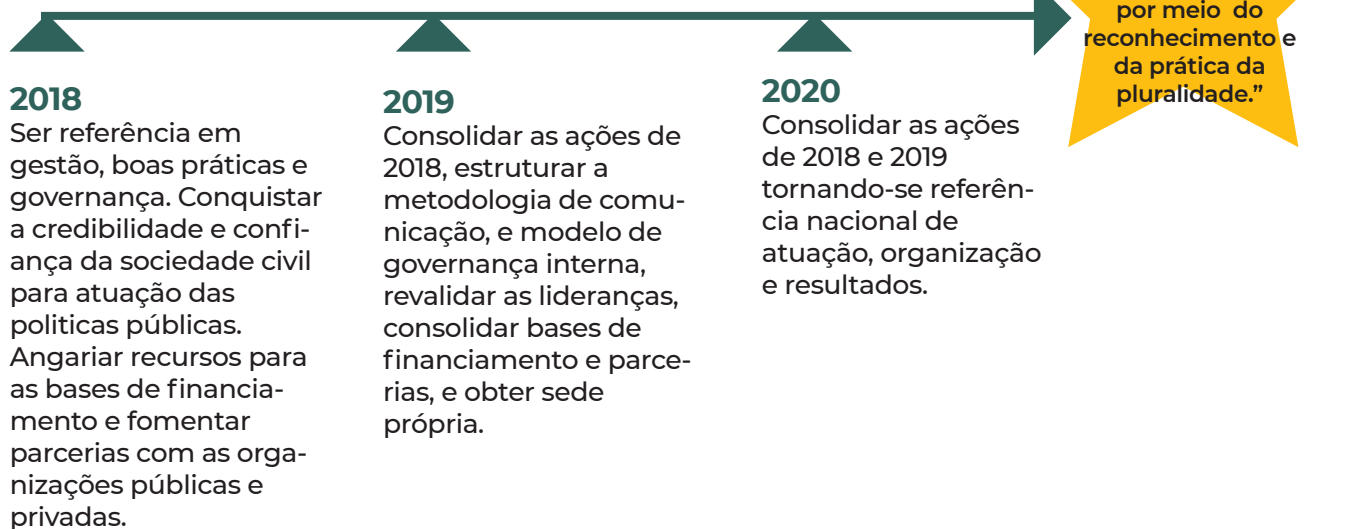 por meio do
reconhecimento e
da prática da
pluralidade.”
2018
Ser referência em
gestão, boas práticas e
governança. Conquistar
a credibilidade e confi-
ança da sociedade civil
para atuação das
politicas públicas.
Angariar recursos para
as bases de financia-
mento e fomentar
parcerias com as orga-
nizações públicas e
privadas.
2019
Consolidar as ações de
2018, estruturar a
metodologia de comu-
nicação, e modelo de
governança interna,
revalidar as lideranças,
consolidar bases de
financiamento e parce-
rias, e obter sede
própria.
2020
Consolidar as ações
de 2018 e 2019
tornando-se referên-
cia nacional de
atuação, organização
e resultados.